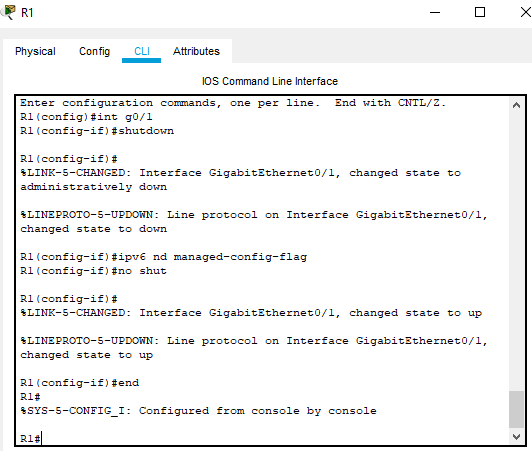 R1
Physical Config CLI Attributes
IOS Command Line Interface
Enter configuration commands, one per line.  End with CNTL/Z.
R1(config)#int g0/1
R1(config-if)#shutdown
R1(config-if)#
%LINK-5-CHANGED: Interface GigabitEthernet0/1, changed state to
administratively down
%LINEPROTO-5-UPDOWN: Line protocol on Interface GigabitEthernet0/1,
changed state to down
R1(config-if)#ipv6 nd managed-config-flag
R1(config-if)#no shut
R1(config-if)#
%LINK-5-CHANGED: Interface GigabitEthernet0/1, changed state to up
%LINEPROTO-5-UPDOWN: Line protocol on Interface GigabitEthernet0/1,
changed state to up
R1(config-if)#end
R1#
%SYS-5-CONFIG_I: Configured from console by console
R1#